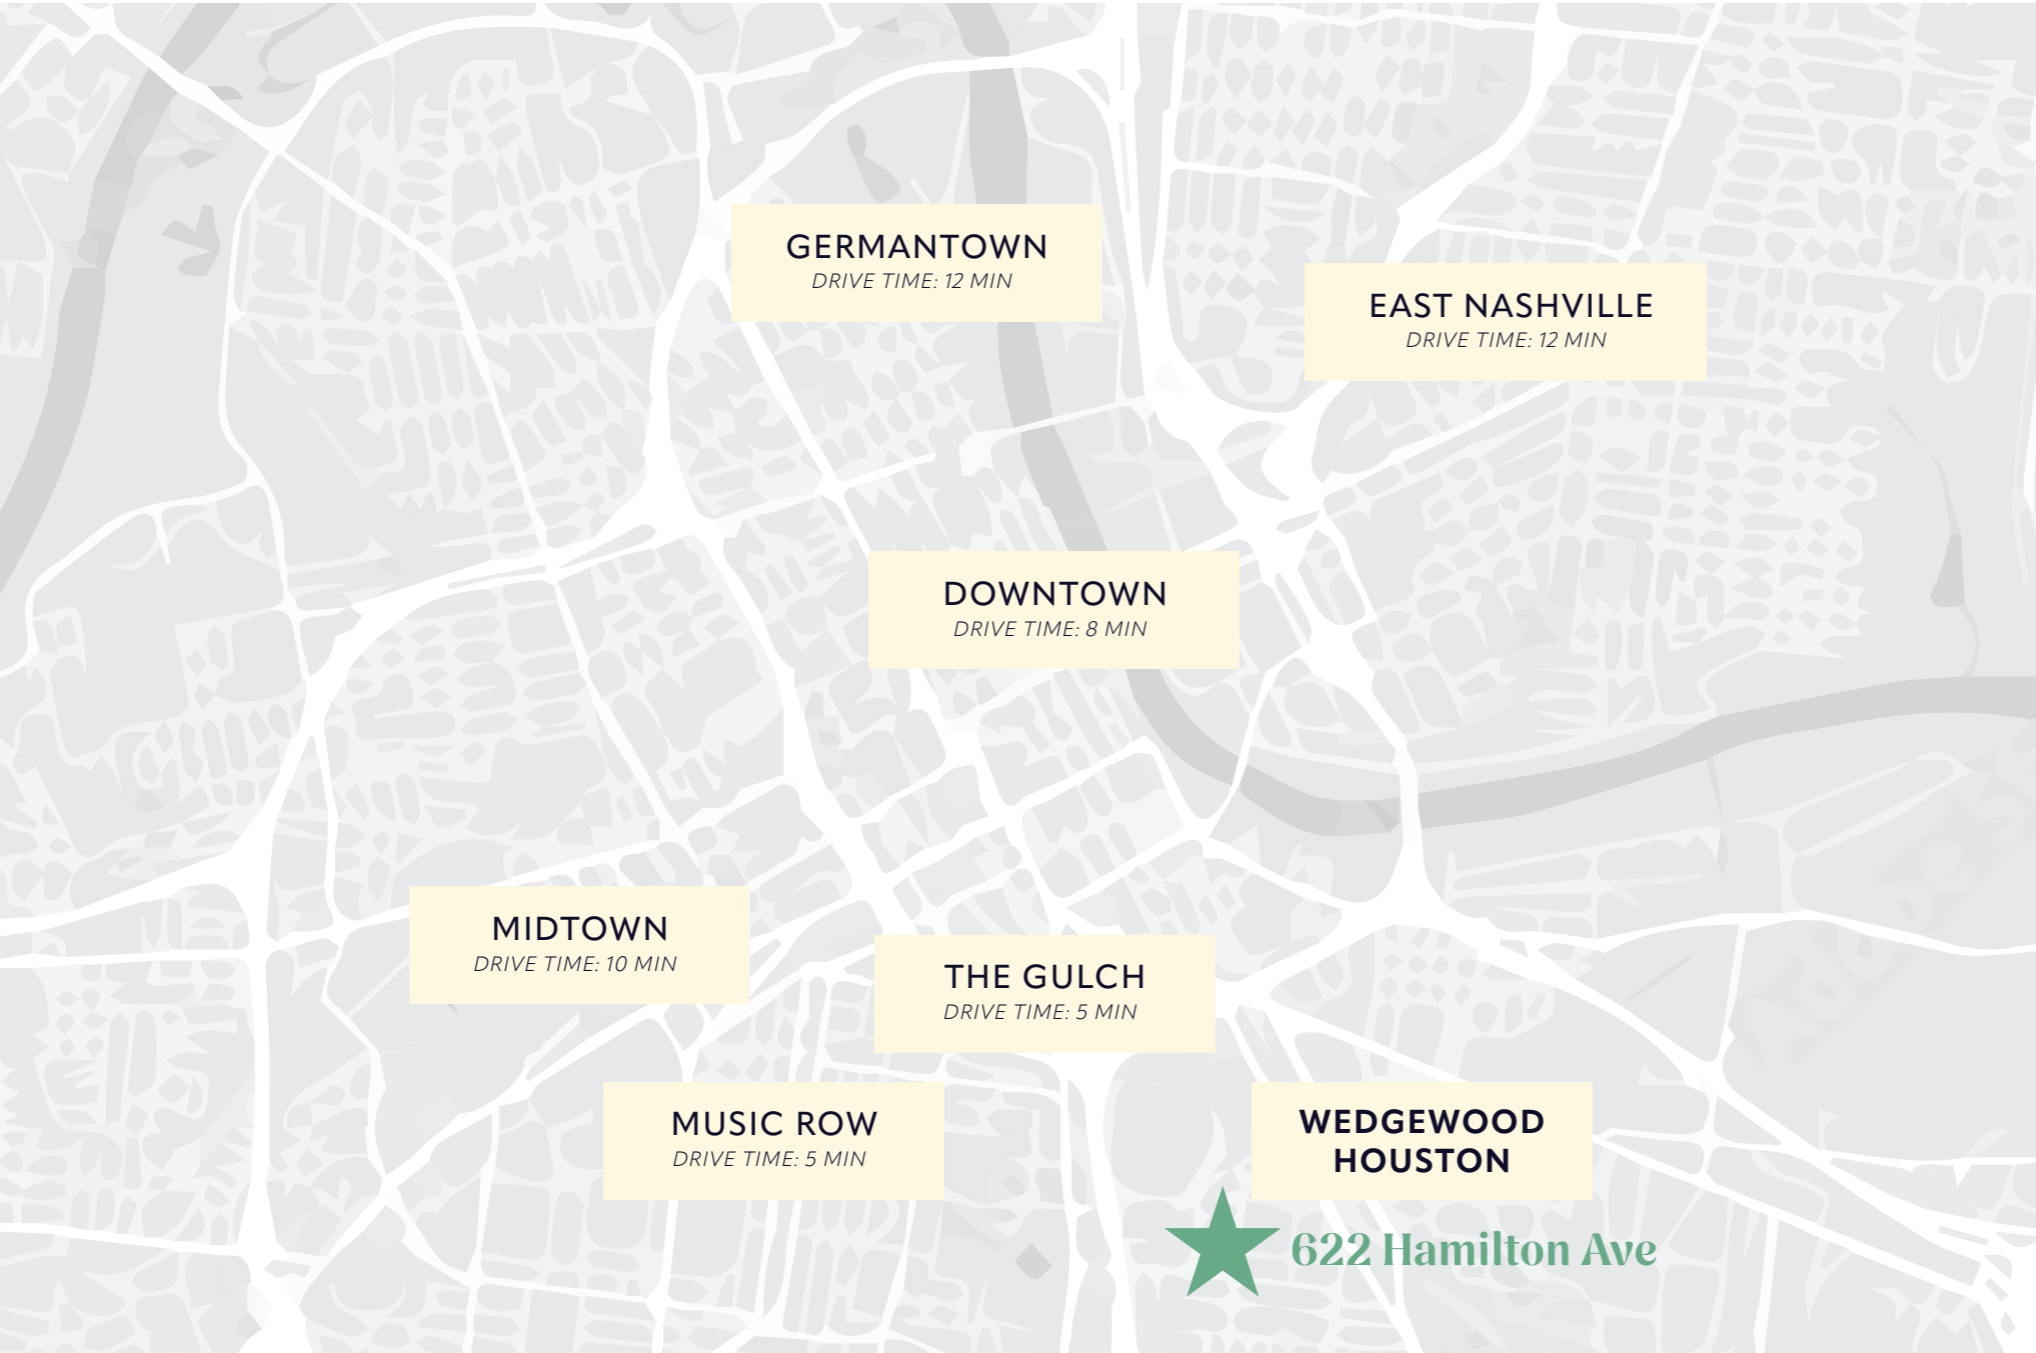 GERMANTOWN
DRIVE TIME: 12 MIN
EAST NASHVILLE
DRIVE TIME: 12 MIN
DOWNTOWN
DRIVE TIME: 8 MIN
MIDTOWN
DRIVE TIME: 10 MIN
THE GULCH
DRIVE TIME: 5 MIN
MUSIC ROW
DRIVE TIME: 5 MIN
WEDGEWOOD
HOUSTON
622 Hamilton Ave